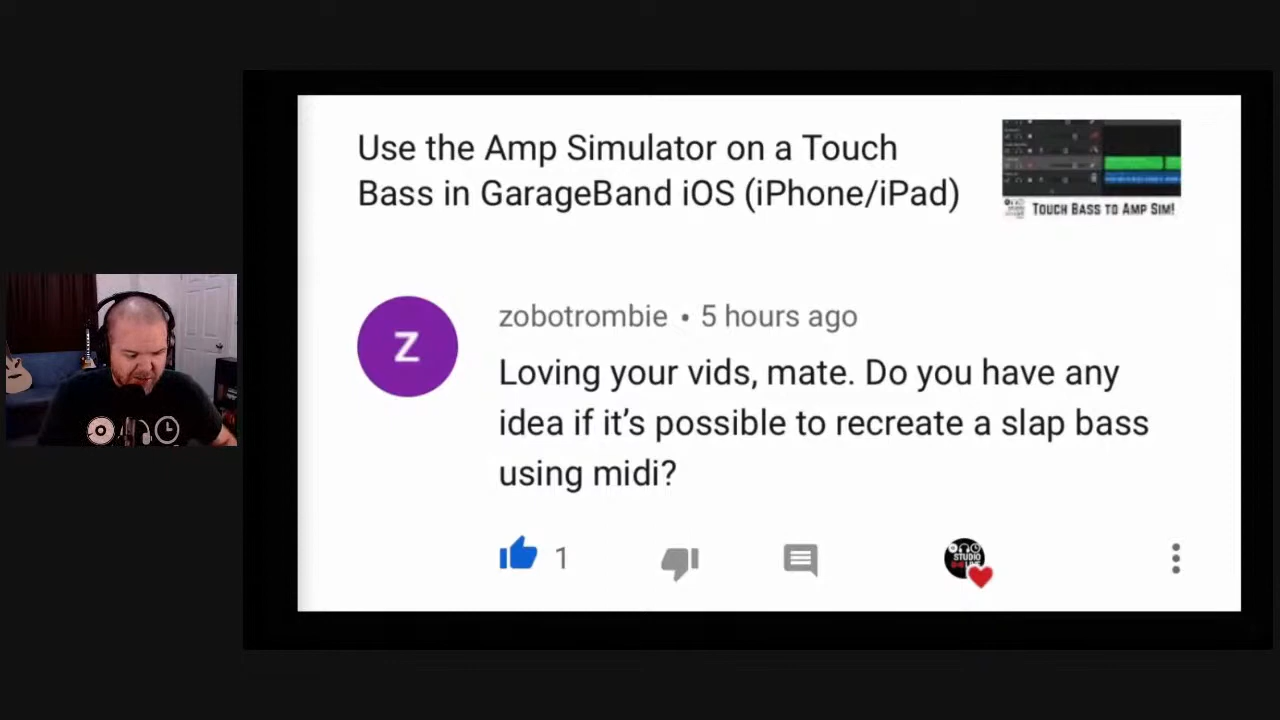 Use the Amp Simulator on a Touch
Bass in GarageBand iOS (iPhone/iPad)
TOUCH BASS TO AMP SIM!
zobotrombie • 5 hours ago
Z
Loving your vids, mate. Do you have any
idea if it’s possible to recreate a slap bass
using midi?
1
STUDIO